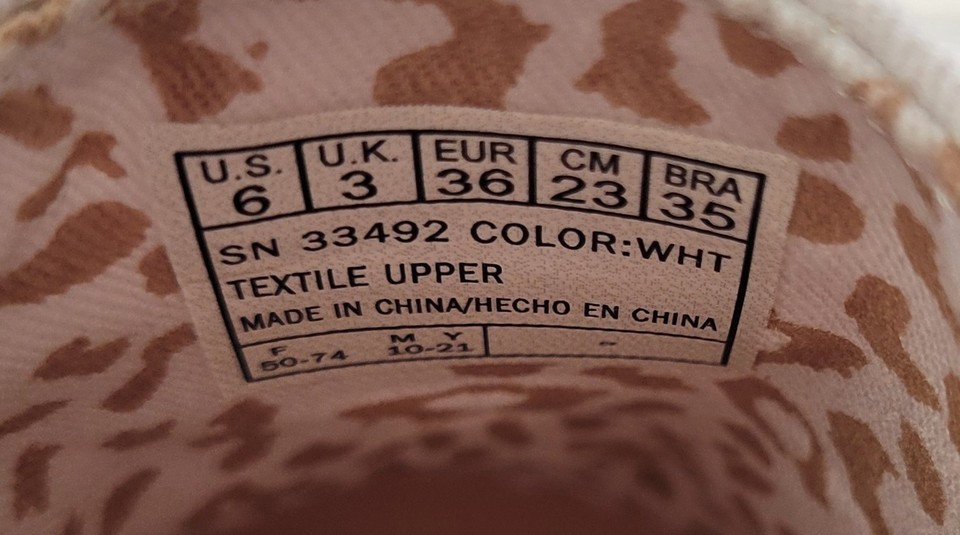 U.S. U.K. EUR CM BRA
6 3 36 23 35
SN 33492 COLOR:WHT
TEXTILE UPPER
MADE IN CHINA/HECHO EN CHINA
F M Y
50-74 10-21 -